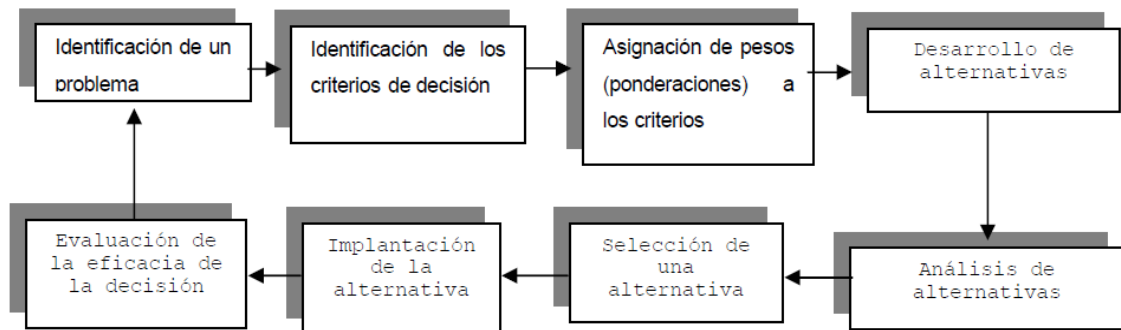 Identificación de un
problema
Identificación de los
criterios de decisión
Asignación de pesos
(ponderaciones) a
los criterios
Desarrollo de
alternativas
Análisis de
alternativas
Selección de
una
alternativa
Implantación
de la
alternativa
Evaluación de
la eficacia de
la decisión